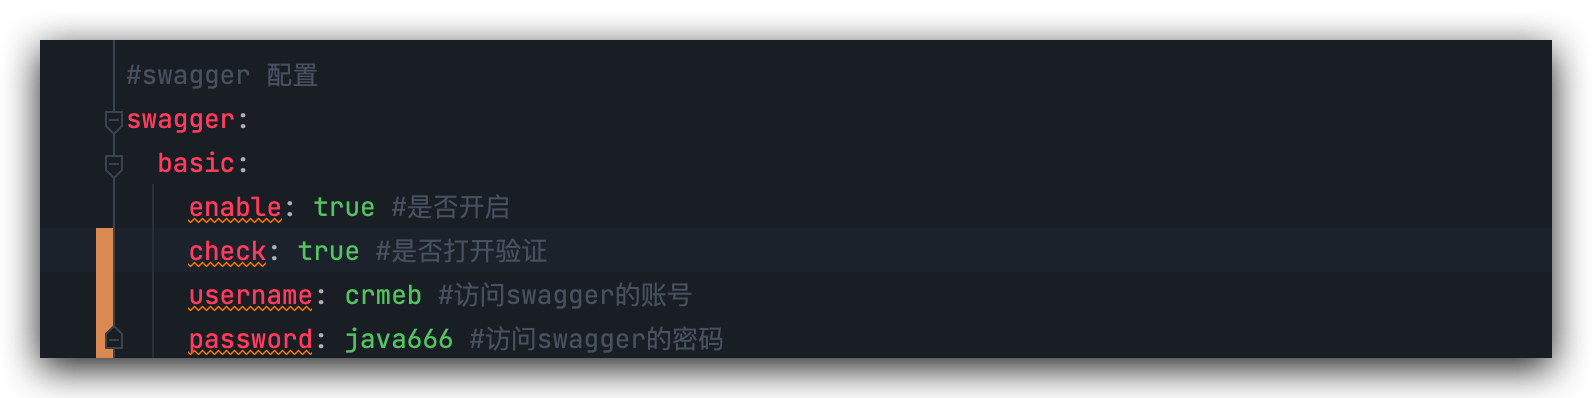 #swagger 配置
swagger:
basic:
enable: true #是否开启
check: true #是否打开验证
username: crmeb #访问swagger的账号
password: java666 #访问swagger的密码